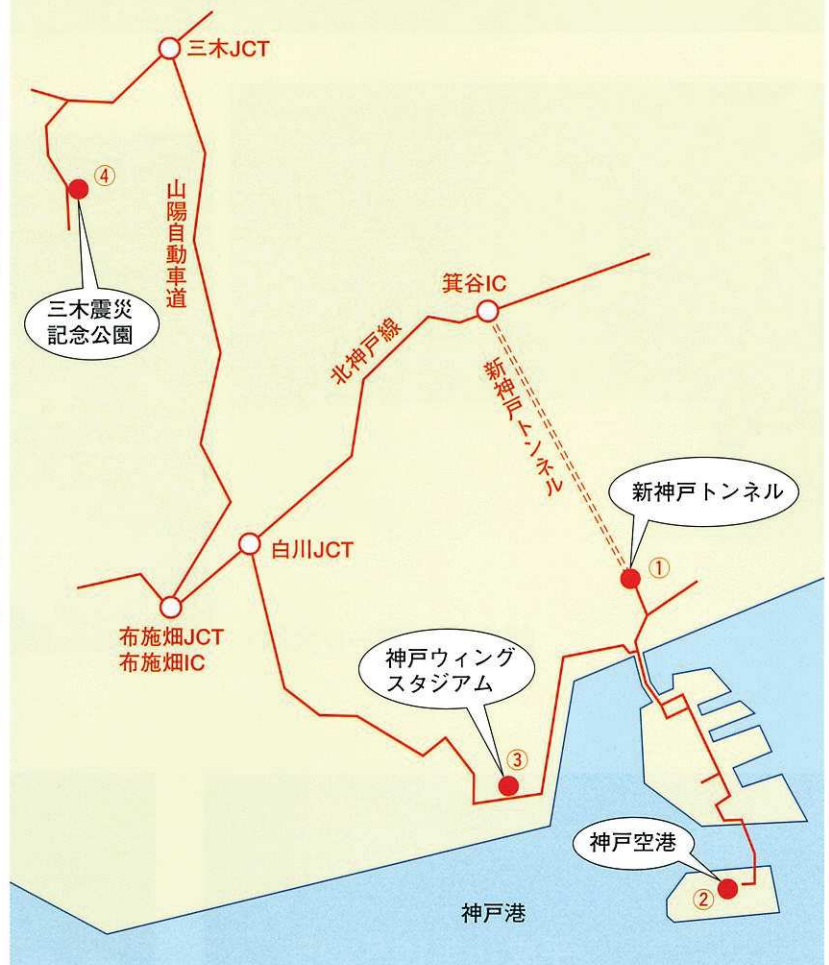 三木JCT
④
山陽自動車道
三木震災
記念公園
箕谷IC
北神戸線
新神戸トンネル
新神戸トンネル
①
白川JCT
布施畑JCT
布施畑IC
神戸ウィング
スタジアム
③
神戸空港
②
神戸港